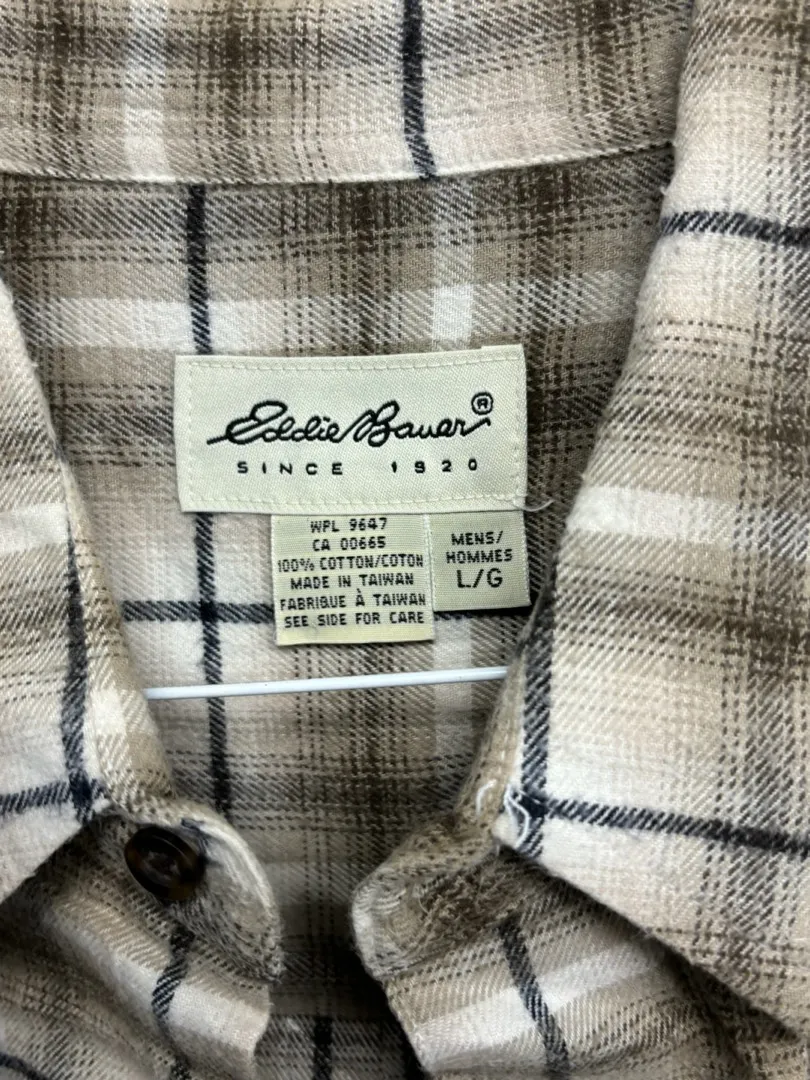 Eddie Bauer®
SINCE 1920
WPL 9647
CA 00665
100% COTTON/COTON
MADE IN TAIWAN
FABRIQUE À TAIWAN
SEE SIDE FOR CARE
MENS/
HOMMES
L/G